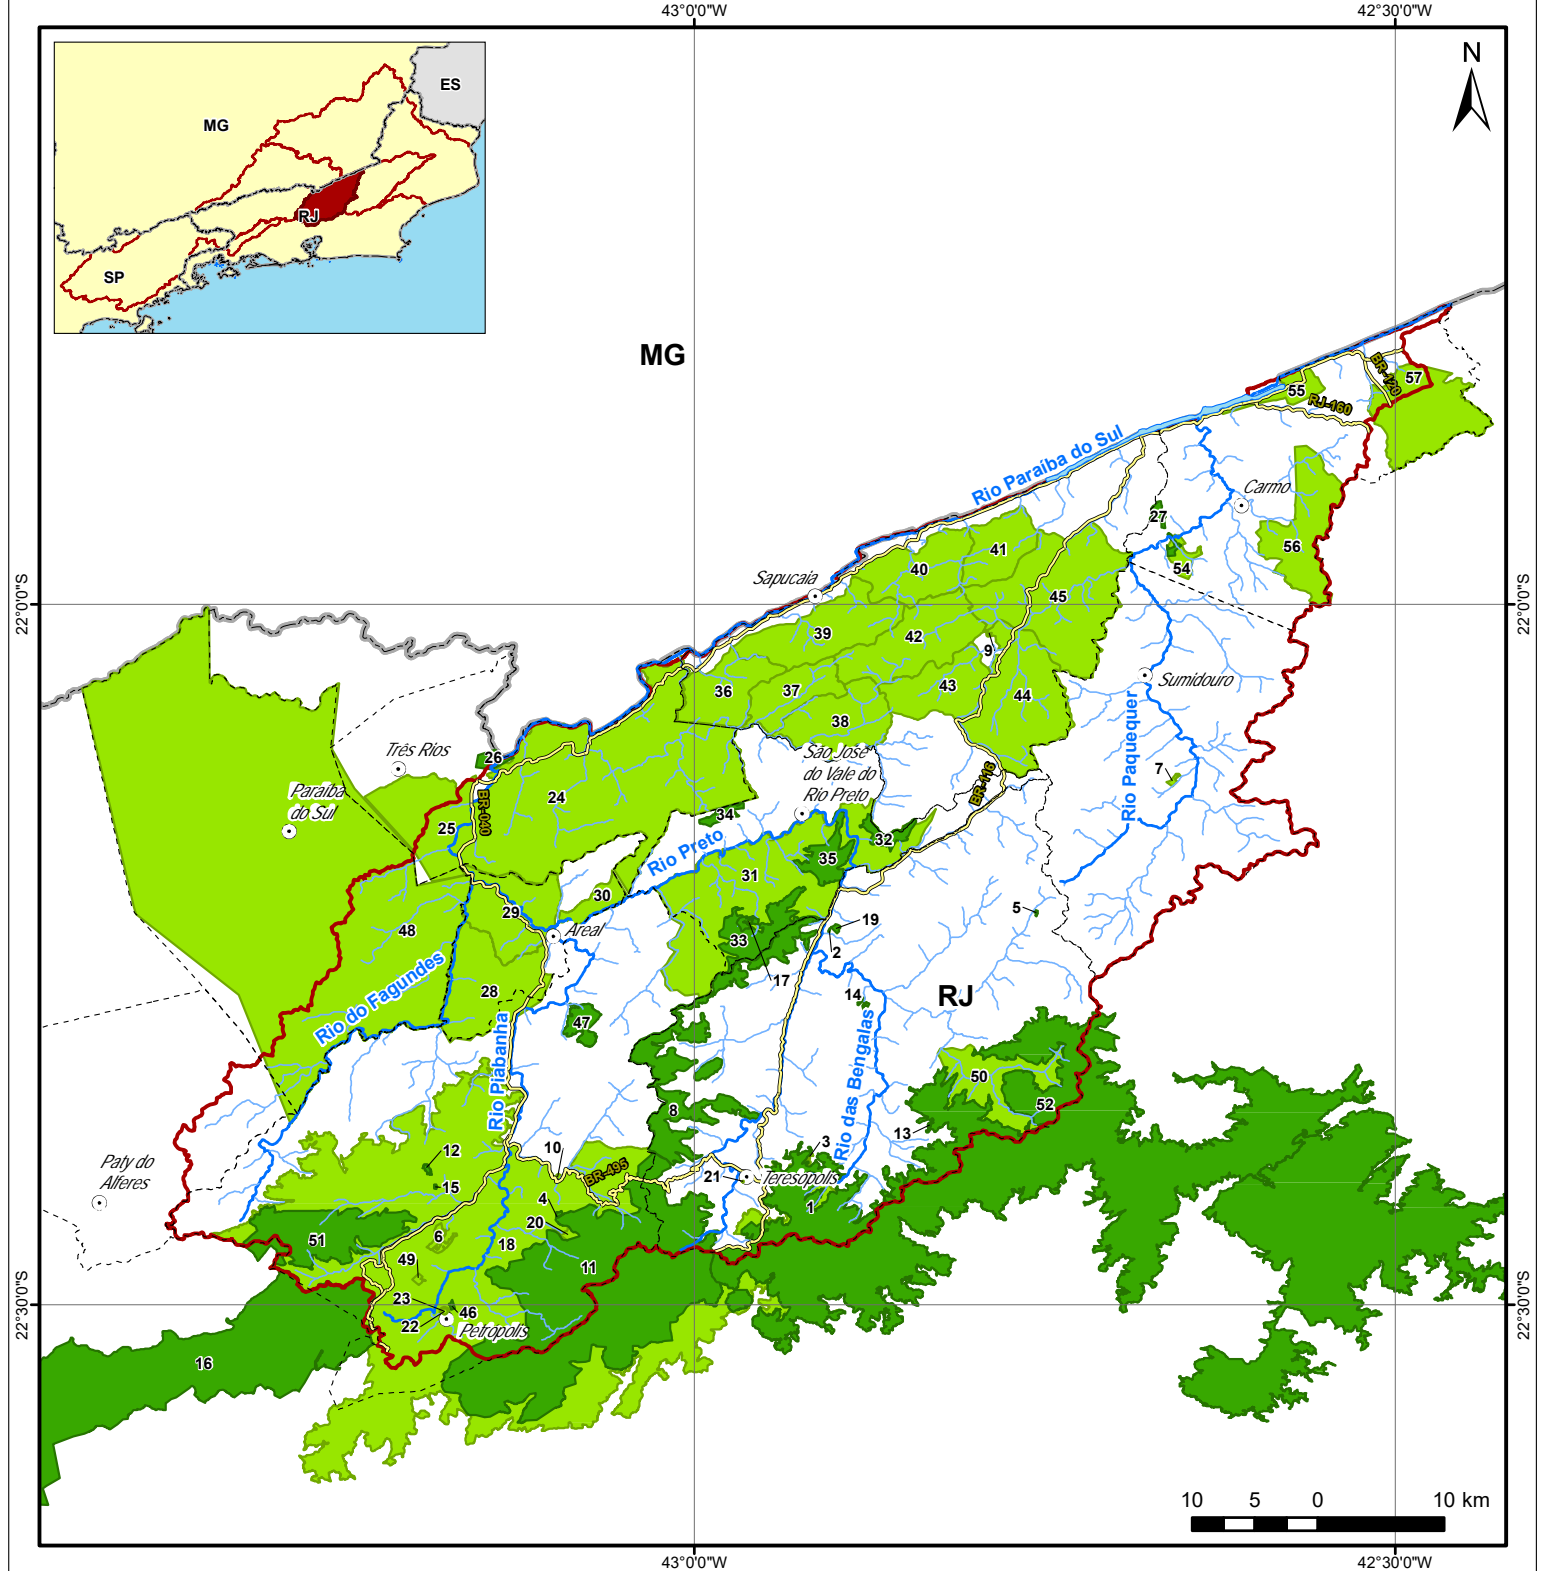 43°0'0"W
42°30'0"W
ES
MG
RJ
SP
N
MG
57
BR-120
55
RJ-160
Rio Paraíba do Sul
Carmo
27
56
54
41
40
45
Sapucaia
22°0'0"S
22°0'0"S
39
42
9
Sumidouro
36
37
43
44
38
Rio Paquequer
São José
do Vale do
Rio Preto
Três Rios
26
7
BR-116
Paraíba
do Sul
24
BR-040
25
34
32
Rio Preto
35
31
30
5
29
19
48
Areal
33
2
17
28
14
RJ
Rio do Fagundes
47
Rio Piabanha
Rio das Bengalas
50
52
8
13
3
10
12
Paty do
Alferes
BR-495
21
Teresópolis
15
4
1
20
6
18
51
49
11
23
46
22
Petrópolis
22°30'0"S
22°30'0"S
16
10 5 0 10 km
43°0'0"W
42°30'0"W